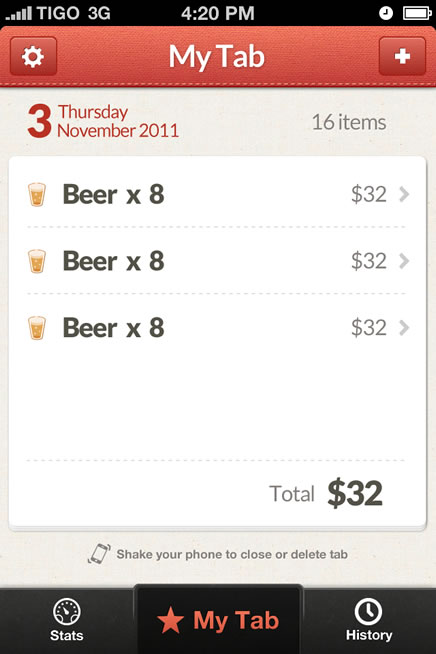 TIGO 3G 4:20 PM
My Tab
3 Thursday
November 2011
16 items
Beer x 8 $32
Beer x 8 $32
Beer x 8 $32
Total $32
Shake your phone to close or delete tab
Stats My Tab History